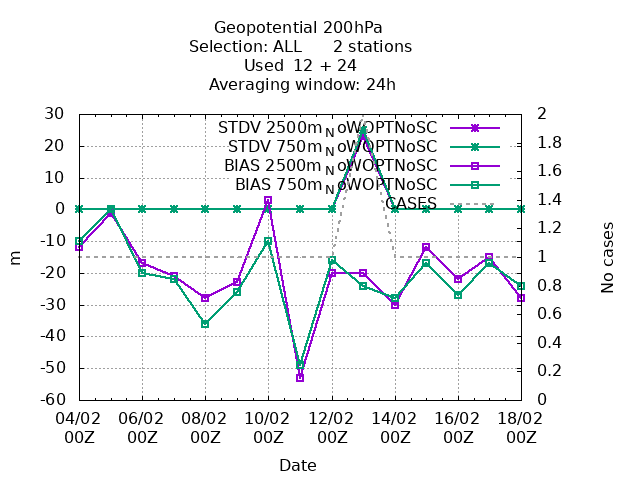 Geopotential 200hPa
Selection: ALL 2 stations
Used 12 + 24
Averaging window: 24h
STDV 2500m_NoWOPTNoSC
STDV 750m_NoWOPTNoSC
BIAS 2500m_NoWOPTNoSC
BIAS 750m_NoWOPTNoSC
CASES
30
20
10
0
-10
-20
-30
-40
-50
-60
m
2
1.8
1.6
1.4
1.2
1
0.8
0.6
0.4
0.2
0
No cases
04/02 06/02 08/02 10/02 12/02 14/02 16/02 18/02
00Z 00Z 00Z 00Z 00Z 00Z 00Z 00Z
Date